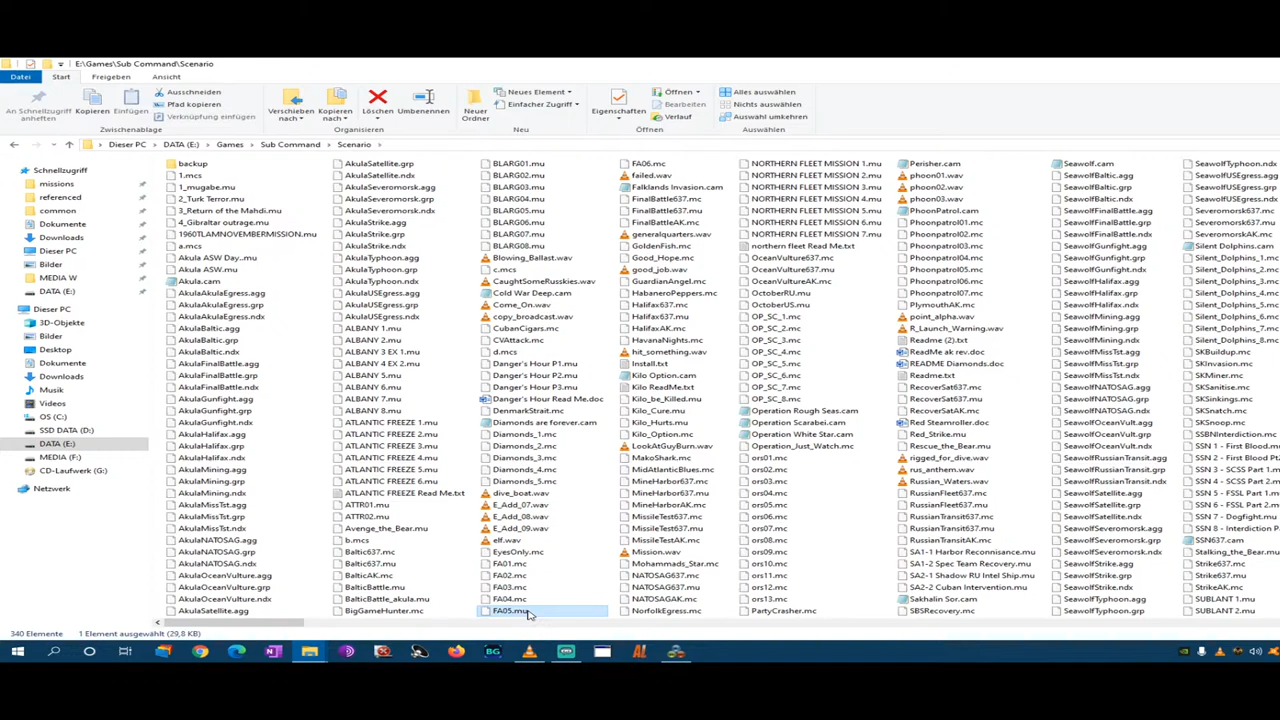 E:\Games\Sub Command\Scenario
Datei Start Freigeben Ansicht
An Schnellzugriff anheften
Kopieren
Einfügen
Ausschneiden
Pfad kopieren
Verknüpfung einfügen
Zwischenablage
Verschieben nach
Kopieren nach
Löschen
Umbenennen
Organisieren
Neuer Ordner
Neues Element
Einfacher Zugriff
Neu
Eigenschaften
Öffnen
Bearbeiten
Verlauf
Öffnen
Alles auswählen
Nichts auswählen
Auswahl umkehren
Auswählen
Dieser PC > DATA (E:) > Games > Sub Command > Scenario >
Schnellzugriff
missions
referenced
common
Dokumente
Downloads
Dieser PC
Bilder
MEDIA W
DATA (E:)
Dieser PC
3D-Objekte
Bilder
Desktop
Dokumente
Downloads
Musik
Videos
OS (C:)
SSD DATA (D:)
DATA (E:)
MEDIA (F:)
CD-Laufwerk (G:)
Netzwerk
backup
1.mcs
1_mugabe.mu
2_Turk Terror.mu
3_Return of the Mahdi.mu
4_Gibraltar outrage.mu
1960TLAMNOVEMBERMISSION.mu
a.mcs
Akula ASW Day..mu
Akula ASW.mu
Akula.cam
AkulaAkulaEgress.agg
AkulaAkulaEgress.grp
AkulaAkulaEgress.ndx
AkulaBaltic.agg
AkulaBaltic.grp
AkulaBaltic.ndx
AkulaFinalBattle.agg
AkulaFinalBattle.grp
AkulaFinalBattle.ndx
AkulaGunfight.agg
AkulaGunfight.grp
AkulaGunfight.ndx
AkulaHalifax.agg
AkulaHalifax.grp
AkulaHalifax.ndx
AkulaMining.agg
AkulaMining.grp
AkulaMining.ndx
AkulaMissTst.agg
AkulaMissTst.grp
AkulaMissTst.ndx
AkulaNATOSAG.agg
AkulaNATOSAG.grp
AkulaNATOSAG.ndx
AkulaOceanVulture.agg
AkulaOceanVulture.grp
AkulaOceanVulture.ndx
AkulaSatellite.agg
AkulaSatellite.grp
AkulaSatellite.ndx
AkulaSeveromorsk.agg
AkulaSeveromorsk.grp
AkulaSeveromorsk.ndx
AkulaStrike.agg
AkulaStrike.grp
AkulaStrike.ndx
AkulaTyphoon.agg
AkulaTyphoon.grp
AkulaTyphoon.ndx
AkulaUSEgress.agg
AkulaUSEgress.grp
AkulaUSEgress.ndx
ALBANY 1.mu
ALBANY 2.mu
ALBANY 3 EX 1.mu
ALBANY 4 EX 2.mu
ALBANY 5.mu
ALBANY 6.mu
ALBANY 7.mu
ALBANY 8.mu
ATLANTIC FREEZE 1.mu
ATLANTIC FREEZE 2.mu
ATLANTIC FREEZE 3.mu
ATLANTIC FREEZE 4.mu
ATLANTIC FREEZE 5.mu
ATLANTIC FREEZE 6.mu
ATLANTIC FREEZE Read Me.txt
ATTR01.mu
ATTR02.mu
Avenge_the_Bear.mu
b.mcs
Baltic637.mc
Baltic637.mu
BalticAK.mc
BalticBattle.mu
BalticBattle_akula.mu
BigGameHunter.mc
BLARG01.mu
BLARG02.mu
BLARG03.mu
BLARG04.mu
BLARG05.mu
BLARG06.mu
BLARG07.mu
BLARG08.mu
Blowing_Ballast.wav
c.mcs
CaughtSomeRusskies.wav
Cold War Deep.cam
Come_On.wav
copy_broadcast.wav
CubanCigars.mc
CVAttack.mc
d.mcs
Danger's Hour P1.mu
Danger's Hour P2.mu
Danger's Hour P3.mu
Danger's Hour Read Me.doc
DenmarkStrait.mc
Diamonds are forever.cam
Diamonds_1.mc
Diamonds_2.mc
Diamonds_3.mc
Diamonds_4.mc
Diamonds_5.mc
dive_boat.wav
E_Add_07.wav
E_Add_08.wav
E_Add_09.wav
elf.wav
EyesOnly.mc
FA01.mc
FA02.mc
FA03.mc
FA04.mc
FA05.mu
FA06.mc
failed.wav
Falklands Invasion.cam
FinalBattle637.mc
FinalBattle637.mu
FinalBattleAK.mc
generalquarters.wav
GoldenFish.mc
Good_Hope.mc
good_job.wav
GuardianAngel.mc
HabaneroPeppers.mc
Halifax637.mc
Halifax637.mu
HalifaxAK.mc
HavanaNights.mc
hit_something.wav
Install.txt
Kilo Option.cam
Kilo ReadMe.txt
Kilo_be_Killed.mu
Kilo_Cure.mu
Kilo_Hurts.mu
Kilo_Option.mc
LookAtGuyBurn.wav
MakoShark.mc
MidAtlanticBlues.mc
MineHarbor637.mc
MineHarbor637.mu
MineHarborAK.mc
MissileTest637.mc
MissileTest637.mu
MissileTestAK.mc
Mission.wav
Mohammads_Star.mc
NATOSAG637.mc
NATOSAG637.mu
NATOSAGAK.mc
NorfolkEgress.mc
NORTHERN FLEET MISSION 1.mu
NORTHERN FLEET MISSION 2.mu
NORTHERN FLEET MISSION 3.mu
NORTHERN FLEET MISSION 4.mu
NORTHERN FLEET MISSION 5.mu
NORTHERN FLEET MISSION 6.mu
NORTHERN FLEET MISSION 7.mu
northern fleet Read Me.txt
OceanVulture637.mc
OceanVulture637.mu
OceanVultureAK.mc
OctoberRU.mu
OctoberUS.mu
OP_SC_1.mc
OP_SC_2.mc
OP_SC_3.mc
OP_SC_4.mc
OP_SC_5.mc
OP_SC_6.mc
OP_SC_7.mc
OP_SC_8.mc
Operation Rough Seas.cam
Operation Scarabei.cam
Operation White Star.cam
Operation_Just_Watch.mc
ors01.mc
ors02.mc
ors03.mc
ors04.mc
ors05.mc
ors06.mc
ors07.mc
ors08.mc
ors09.mc
ors10.mc
ors11.mc
ors12.mc
ors13.mc
PartyCrasher.mc
Perisher.cam
phoon01.wav
phoon02.wav
phoon03.wav
PhoonPatrol.cam
Phoonpatrol01.mc
Phoonpatrol02.mc
Phoonpatrol03.mc
Phoonpatrol04.mc
Phoonpatrol05.mc
Phoonpatrol06.mc
Phoonpatrol07.mc
PlymouthAK.mc
point_alpha.wav
R_Launch_Warning.wav
Readme (2).txt
ReadMe ak rev.doc
README Diamonds.doc
Readme.txt
RecoverSat637.mc
RecoverSat637.mu
RecoverSatAK.mc
Red Steamroller.doc
Red_Strike.mu
Rescue_the_Bear.mu
rigged_for_dive.wav
rus_anthem.wav
Russian_Waters.wav
RussianFleet637.mc
RussianFleet637.mu
RussianTransit637.mc
RussianTransit637.mu
RussianTransitAK.mc
SA1-1 Harbor Reconnisance.mu
SA1-2 Spec Team Recovery.mu
SA2-1 Shadow RU Intel Ship.mu
SA2-2 Cuban Intervention.mu
Sakhalin Sor.cam
SBSRecovery.mc
Seawolf.cam
SeawolfBaltic.agg
SeawolfBaltic.grp
SeawolfBaltic.ndx
SeawolfFinalBattle.agg
SeawolfFinalBattle.grp
SeawolfFinalBattle.ndx
SeawolfGunfight.agg
SeawolfGunfight.grp
SeawolfGunfight.ndx
SeawolfHalifax.agg
SeawolfHalifax.grp
SeawolfHalifax.ndx
SeawolfMining.agg
SeawolfMining.grp
SeawolfMining.ndx
SeawolfMissTst.agg
SeawolfMissTst.grp
SeawolfMissTst.ndx
SeawolfNATOSAG.agg
SeawolfNATOSAG.grp
SeawolfNATOSAG.ndx
SeawolfOceanVult.agg
SeawolfOceanVult.grp
SeawolfOceanVult.ndx
SeawolfRussianTransit.agg
SeawolfRussianTransit.grp
SeawolfRussianTransit.ndx
SeawolfSatellite.agg
SeawolfSatellite.grp
SeawolfSatellite.ndx
SeawolfSeveromorsk.agg
SeawolfSeveromorsk.grp
SeawolfSeveromorsk.ndx
SeawolfStrike.agg
SeawolfStrike.grp
SeawolfStrike.ndx
SeawolfTyphoon.agg
SeawolfTyphoon.grp
SeawolfTyphoon.ndx
SeawolfUSEgress.agg
SeawolfUSEgress.grp
SeawolfUSEgress.ndx
Severomorsk637.mc
Severomorsk637.mu
SeveromorskAK.mc
Silent Dolphins.cam
Silent_Dolphins_1.mc
Silent_Dolphins_2.mc
Silent_Dolphins_3.mc
Silent_Dolphins_4.mc
Silent_Dolphins_5.mc
Silent_Dolphins_6.mc
Silent_Dolphins_7.mc
Silent_Dolphins_8.mc
SKBuildup.mc
SKInvasion.mc
SKMiner.mc
SKSanitise.mc
SKSinkings.mc
SKSnatch.mc
SKSnoop.mc
SSBNInterdiction.mc
SSN 2 - First Blood Pt
SSN 3 - SCSS Part 1.m
SSN 4 - SCSS Part 2.m
SSN 5 - FSSL Part 1.m
SSN 6 - FSSL Part 2.m
SSN 7 - Dogfight.mu
SSN 8 - Interdiction P
SSN637.cam
Stalking_the_Bear.mu
Strike637.mc
Strike637.mu
StrikeAK.mc
SUBLANT 1.mu
SUBLANT 2.mu
340 Elemente 1 Element ausgewählt (29,8 KB)